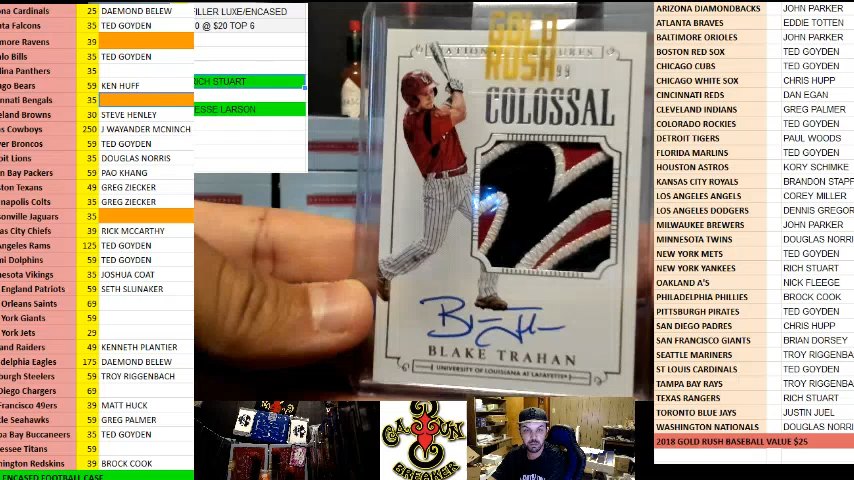 ona Cardinals 25 DAEMOND BELEW
nta Falcons 35 TED GOYDEN
more Ravens 39
alo Bills 35 TED GOYDEN
lina Panthers 35
ago Bears 59 KEN HUFF
innati Bengals 35
eland Browns 30 STEVE HENLEY
as Cowboys 250 J WAYANDER MCNINCH
ver Broncos 59 TED GOYDEN
oit Lions 35 DOUGLAS NORRIS
en Bay Packers 59 PAO KHANG
ston Texans 49 GREG ZIECKER
anapolis Colts 35 GREG ZIECKER
sonville Jaguars 35
as City Chiefs 39 RICK MCCARTHY
Angeles Rams 125 TED GOYDEN
mi Dolphins 59 TED GOYDEN
nesota Vikings 35 JOSHUA COAT
England Patriots 59 SETH SLUNAKER
Orleans Saints 69
York Giants 59
York Jets 29
and Raiders 49 KENNETH PLANTIER
adelphia Eagles 175 DAEMOND BELEW
burgh Steelers 59 TROY RIGGENBACH
Diego Chargers 69
Francisco 49ers 39 MATT HUCK
tle Seahawks 59 GREG PALMER
pa Bay Buccaneers 35 TED GOYDEN
essee Titans 59
hington Redskins 39 BROCK COOK
ENCASED FOOTBALL CASE
ILLER LUXE/ENCASED
0 @ $20 TOP 6
RICH STUART
ESSE LARSON
GOLD
RUSH
99
COLOSSAL
BLAKE TRAHAN
UNIVERSITY OF LOUISIANA AT LAFAYETTE
CAJUN
BREAKER
ARIZONA DIAMONDBACKS JOHN PARKER
ATLANTA BRAVES EDDIE TOTTEN
BALTIMORE ORIOLES JOHN PARKER
BOSTON RED SOX TED GOYDEN
CHICAGO CUBS TED GOYDEN
CHICAGO WHITE SOX CHRIS HUPP
CINCINNATI REDS DAN EGAN
CLEVELAND INDIANS GREG PALMER
COLORADO ROCKIES TED GOYDEN
DETROIT TIGERS PAUL WOODS
FLORIDA MARLINS TED GOYDEN
HOUSTON ASTROS KORY SCHIMKE
KANSAS CITY ROYALS BRANDON STAPP
LOS ANGELES ANGELS COREY MILLER
LOS ANGELES DODGERS DENNIS GREGOR
MILWAUKEE BREWERS JOHN PARKER
MINNESOTA TWINS DOUGLAS NORRI
NEW YORK METS TED GOYDEN
NEW YORK YANKEES RICH STUART
OAKLAND A'S NICK FLEEGE
PHILADELPHIA PHILLIES BROCK COOK
PITTSBURGH PIRATES TED GOYDEN
SAN DIEGO PADRES CHRIS HUPP
SAN FRANCISCO GIANTS BRIAN DORSEY
SEATTLE MARINERS TROY RIGGENBA
ST LOUIS CARDINALS TED GOYDEN
TAMPA BAY RAYS TROY RIGGENBA
TEXAS RANGERS RICH STUART
TORONTO BLUE JAYS JUSTIN JUEL
WASHINGTON NATIONALS DOUGLAS NORRI
2018 GOLD RUSH BASEBALL VALUE $25